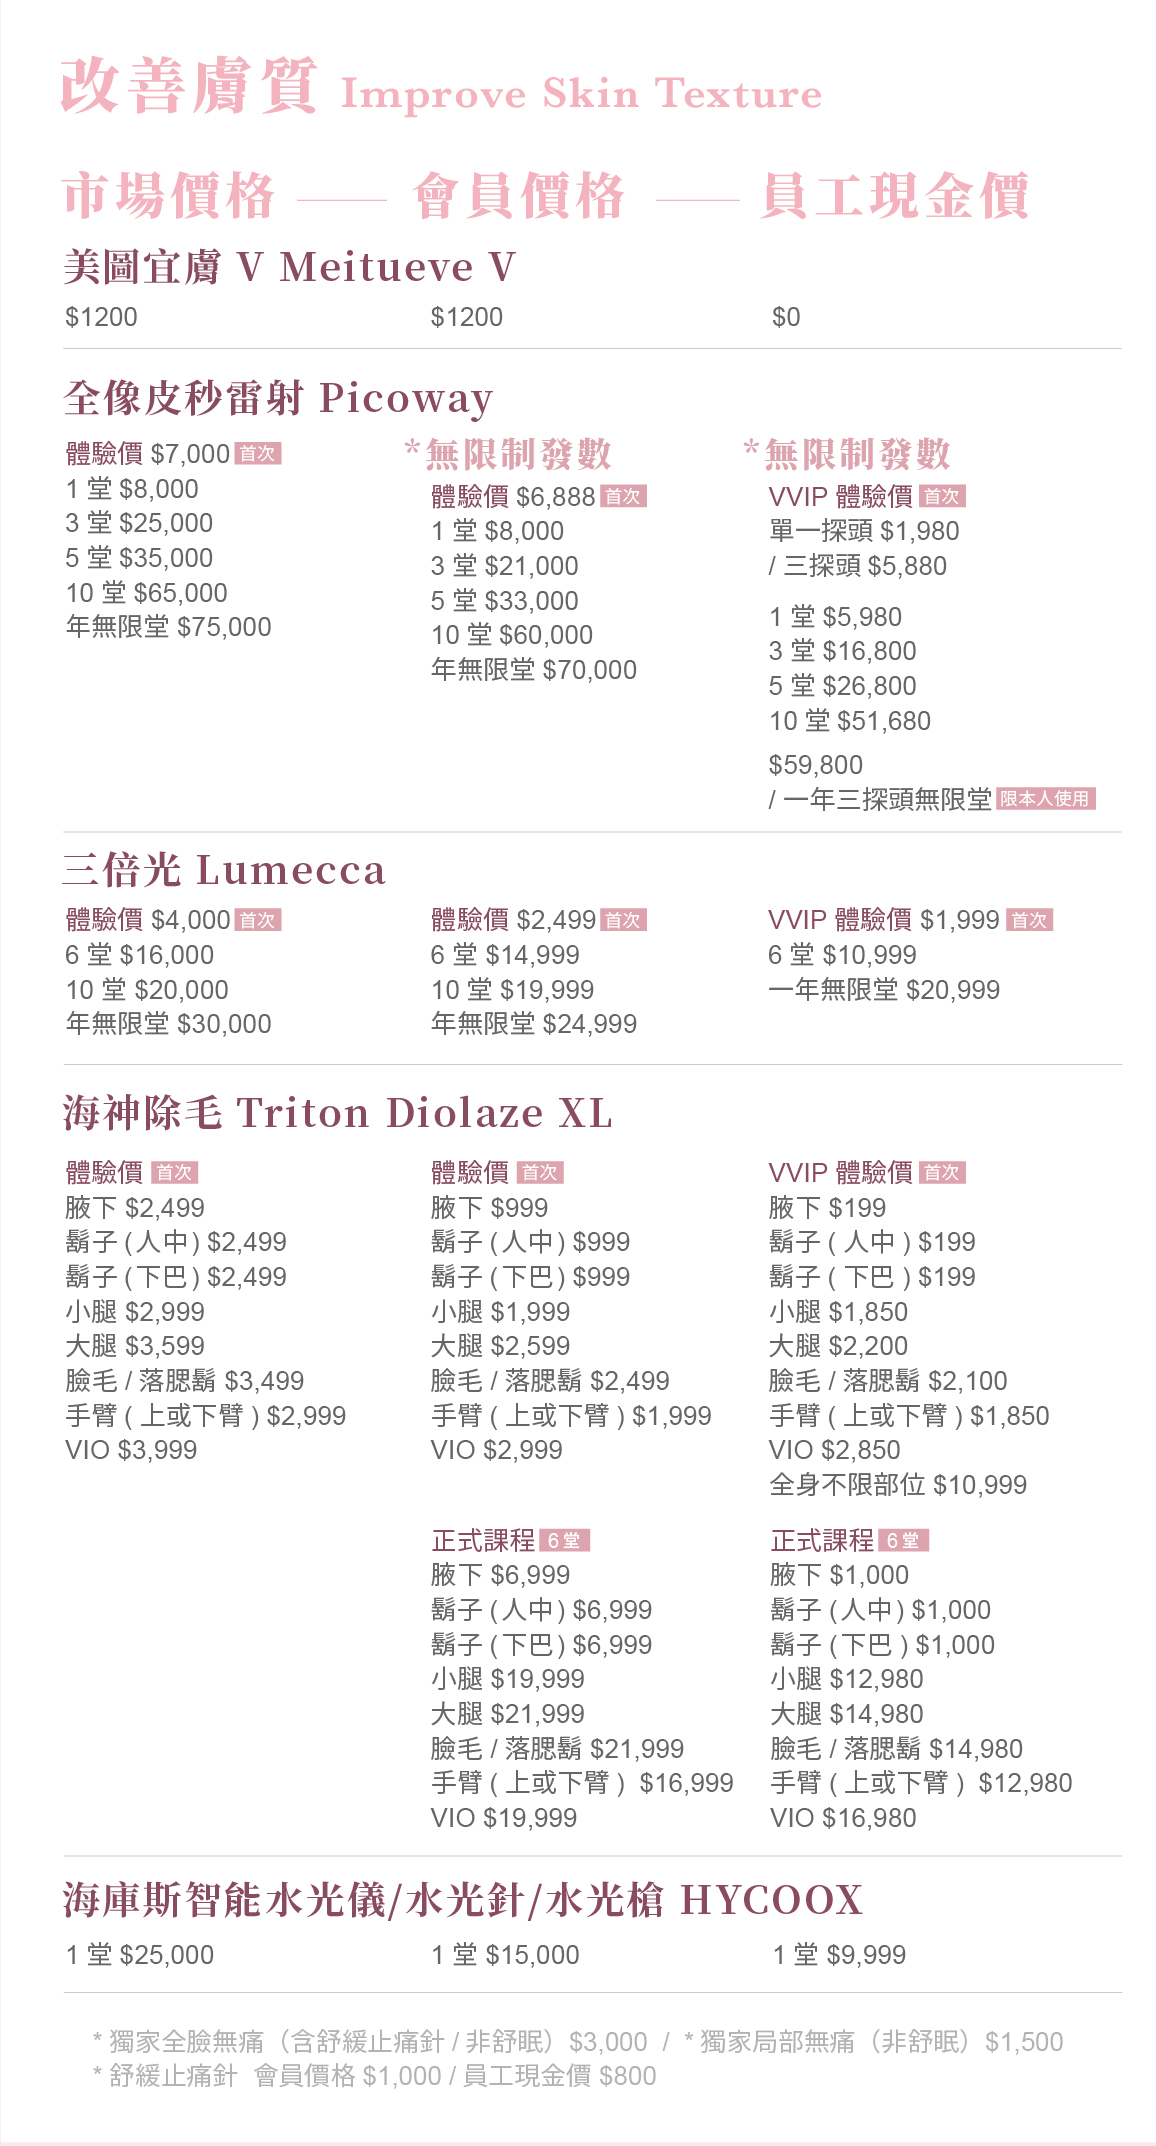 改善膚質 Improve Skin Texture
市場價格 —— 會員價格 —— 員工現金價
美圖宜膚 V Meitueve V
$1200
$1200
$0
全像皮秒雷射 Picoway
體驗價 $7,000 首次
1 堂 $8,000
3 堂 $25,000
5 堂 $35,000
10 堂 $65,000
年無限堂 $75,000
*無限制發數
體驗價 $6,888 首次
1 堂 $8,000
3 堂 $21,000
5 堂 $33,000
10 堂 $60,000
年無限堂 $70,000
*無限制發數
VVIP 體驗價 首次
單一探頭 $1,980
/ 三探頭 $5,880
1 堂 $5,980
3 堂 $16,800
5 堂 $26,800
10 堂 $51,680
$59,800
/ 一年三探頭無限堂 限本人使用
三倍光 Lumecca
體驗價 $4,000 首次
6 堂 $16,000
10 堂 $20,000
年無限堂 $30,000
體驗價 $2,499 首次
6 堂 $14,999
10 堂 $19,999
年無限堂 $24,999
VVIP 體驗價 $1,999 首次
6 堂 $10,999
一年無限堂 $20,999
海神除毛 Triton Diolaze XL
體驗價 首次
腋下 $2,499
鬍子 (人中) $2,499
鬍子 (下巴) $2,499
小腿 $2,999
大腿 $3,599
臉毛 / 落腮鬍 $3,499
手臂 ( 上或下臂 ) $2,999
VIO $3,999
體驗價 首次
腋下 $999
鬍子 (人中) $999
鬍子 (下巴) $999
小腿 $1,999
大腿 $2,599
臉毛 / 落腮鬍 $2,499
手臂 ( 上或下臂 ) $1,999
VIO $2,999
VVIP 體驗價 首次
腋下 $199
鬍子 ( 人中 ) $199
鬍子 ( 下巴 ) $199
小腿 $1,850
大腿 $2,200
臉毛 / 落腮鬍 $2,100
手臂 ( 上或下臂 ) $1,850
VIO $2,850
全身不限部位 $10,999
正式課程 6 堂
腋下 $6,999
鬍子 (人中) $6,999
鬍子 (下巴) $6,999
小腿 $19,999
大腿 $21,999
臉毛 / 落腮鬍 $21,999
手臂 ( 上或下臂 ) $16,999
VIO $19,999
正式課程 6 堂
腋下 $1,000
鬍子 (人中) $1,000
鬍子 (下巴 ) $1,000
小腿 $12,980
大腿 $14,980
臉毛 / 落腮鬍 $14,980
手臂 ( 上或下臂 ) $12,980
VIO $16,980
海庫斯智能水光儀/水光針/水光槍 HYCOOX
1 堂 $25,000
1 堂 $15,000
1 堂 $9,999
* 獨家全臉無痛（含舒緩止痛針 / 非舒眠）$3,000 / * 獨家局部無痛（非舒眠）$1,500
* 舒緩止痛針 會員價格 $1,000 / 員工現金價 $800